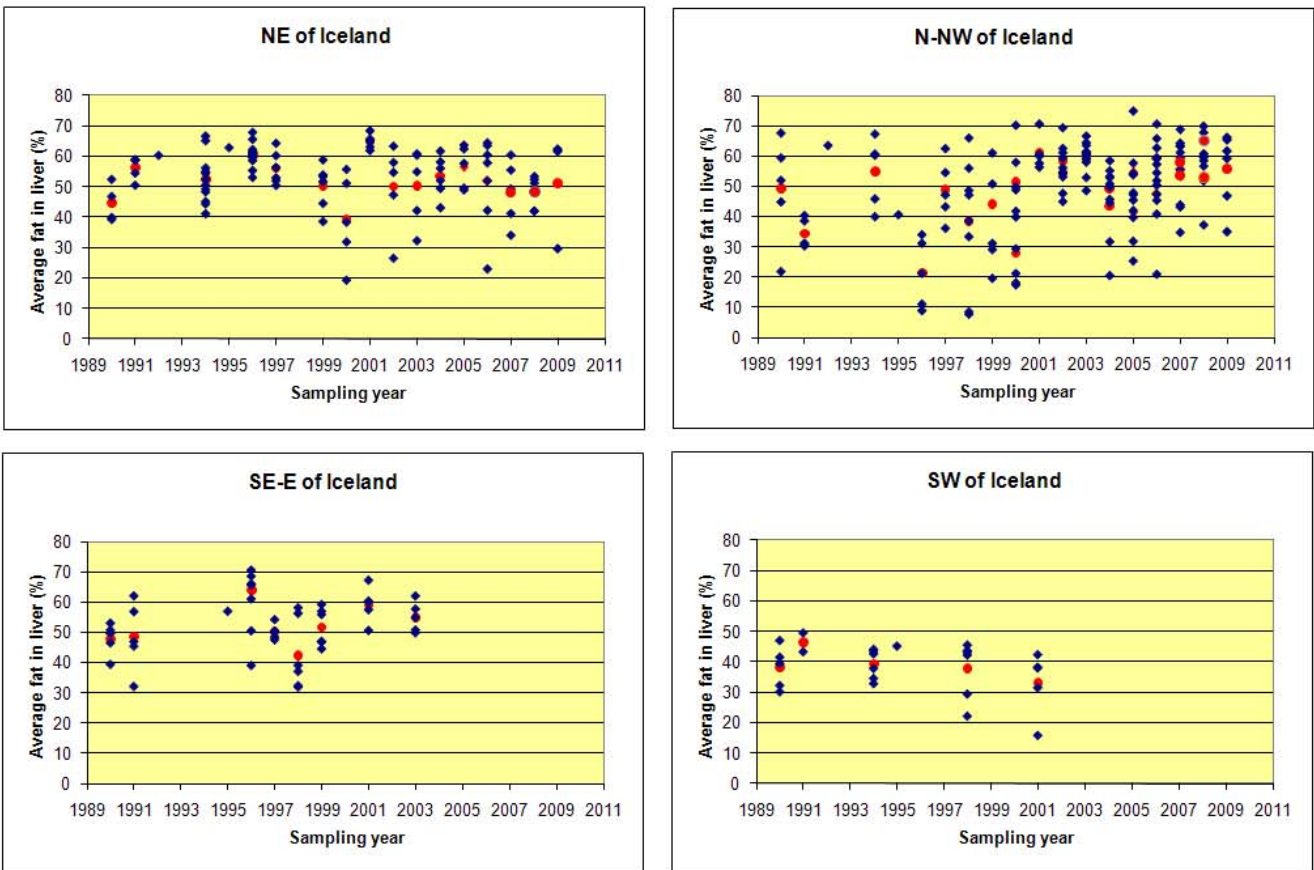 NE of Iceland
Average fat in liver (%)
80
70
60
50
40
30
20
10
0
1989 1991 1993 1995 1997 1999 2001 2003 2005 2007 2009 2011
Sampling year
N-NW of Iceland
Average fat in liver (%)
80
70
60
50
40
30
20
10
0
1989 1991 1993 1995 1997 1999 2001 2003 2005 2007 2009 2011
Sampling year
SE-E of Iceland
Average fat in liver (%)
80
70
60
50
40
30
20
10
0
1989 1991 1993 1995 1997 1999 2001 2003 2005 2007 2009 2011
Sampling year
SW of Iceland
Average fat in liver (%)
80
70
60
50
40
30
20
10
0
1989 1991 1993 1995 1997 1999 2001 2003 2005 2007 2009 2011
Sampling year